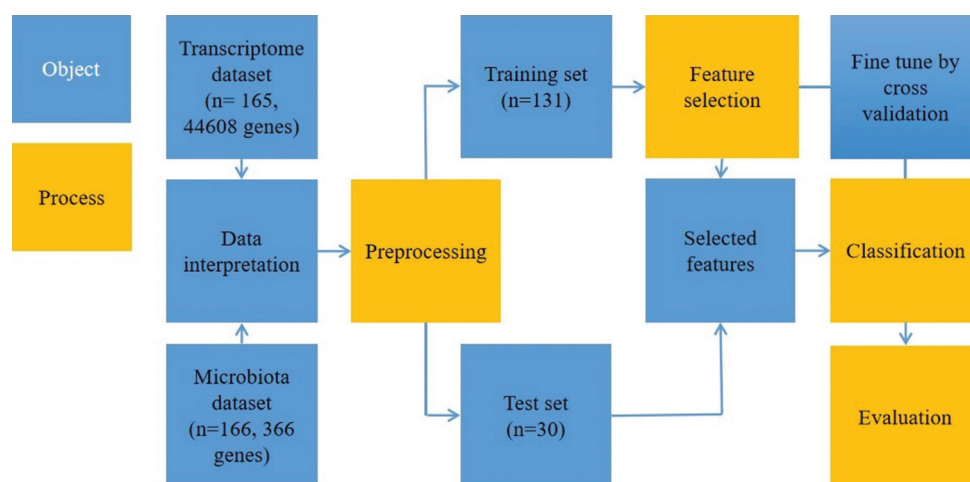 Object
Process
Transcriptome
dataset
(n= 165,
44608 genes)
Data
interpretation
Microbiota
dataset
(n=166, 366
genes)
Preprocessing
Training set
(n=131)
Test set
(n=30)
Feature
selection
Selected
features
Fine tune by
cross
validation
Classification
Evaluation